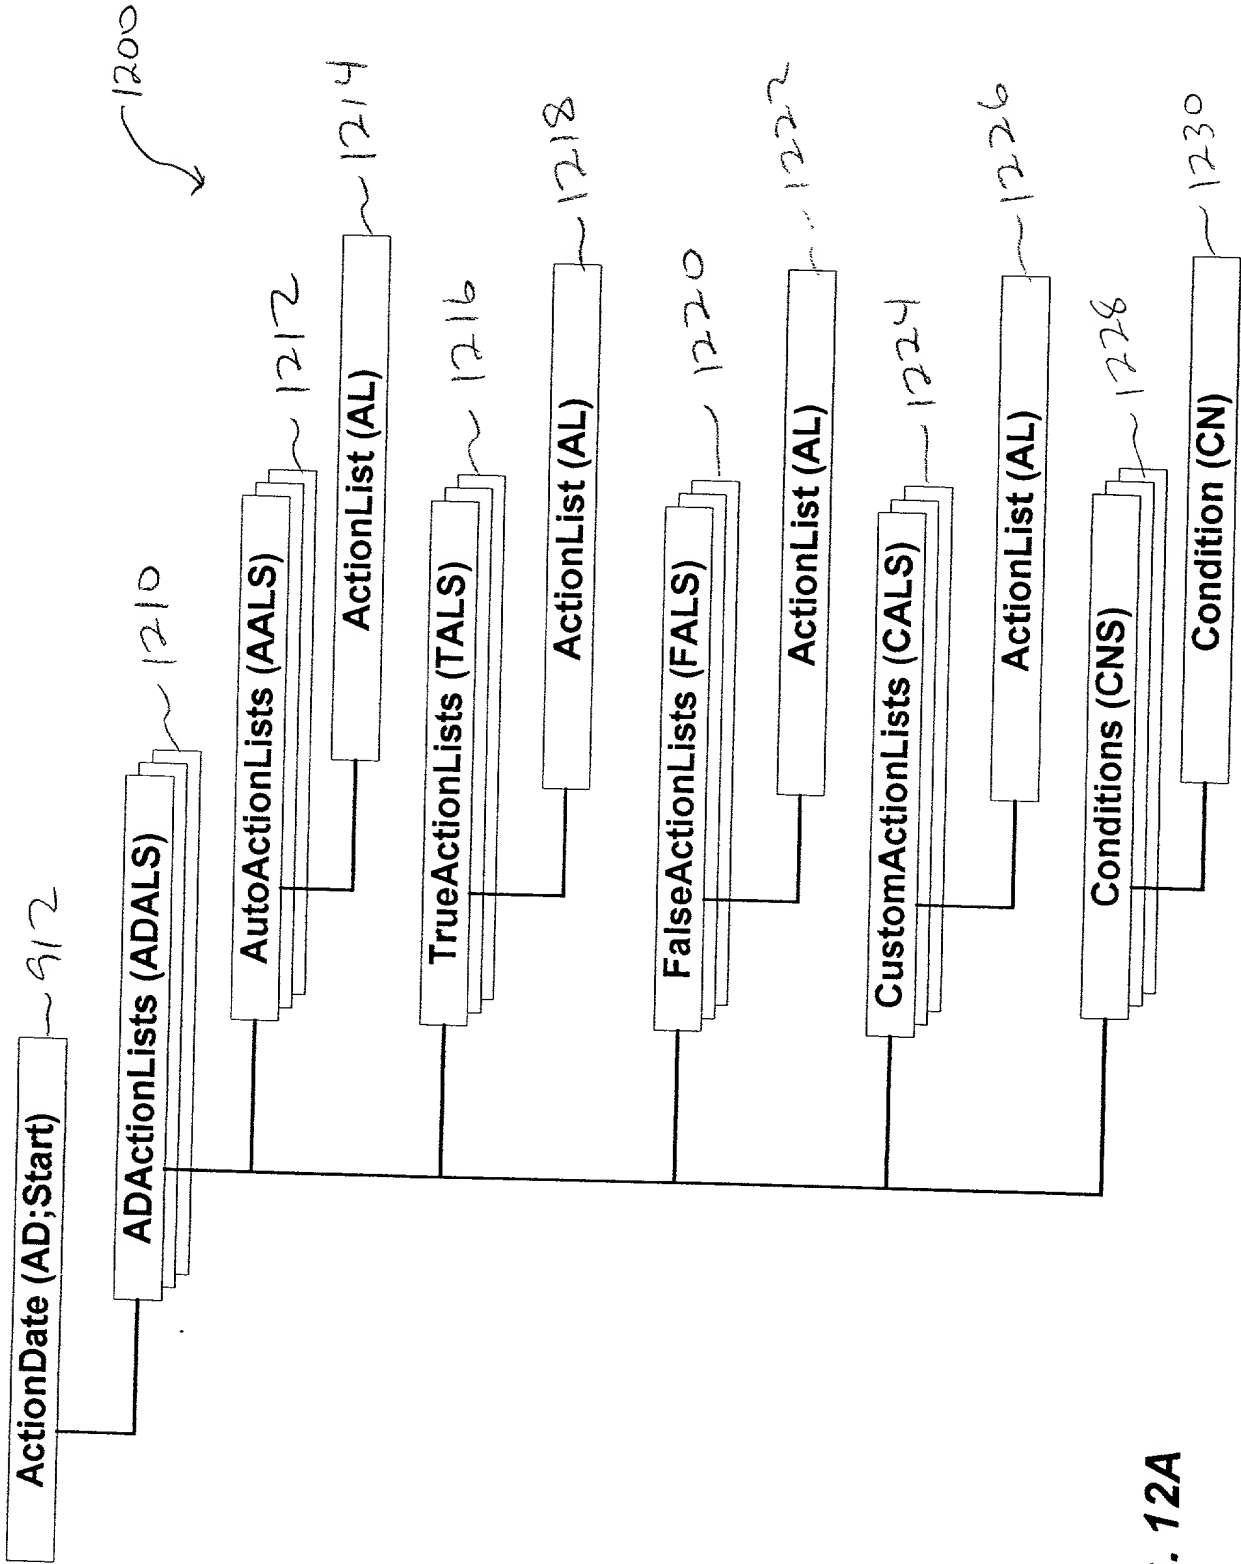 1200
ActionDate (AD;Start)
912
ADActionLists (ADALS)
1210
AutoActionLists (AALS)
1212
ActionList (AL)
1214
TrueActionLists (TALS)
1216
ActionList (AL)
1218
FalseActionLists (FALS)
1220
ActionList (AL)
1222
CustomActionLists (CALS)
1224
ActionList (AL)
1226
Conditions (CNS)
1228
Condition (CN)
1230
. 12A